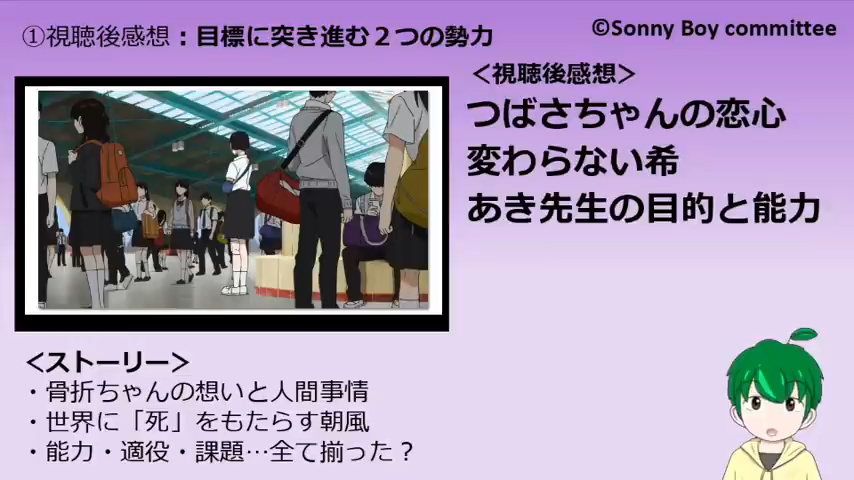 ①視聴後感想：目標に突き進む２つの勢力
©Sonny Boy committee
＜視聴後感想＞
つばさちゃんの恋心
変わらない希
あき先生の目的と能力
＜ストーリー＞
・骨折ちゃんの想いと人間事情
・世界に「死」をもたらす朝風
・能力・適役・課題…全て揃った？